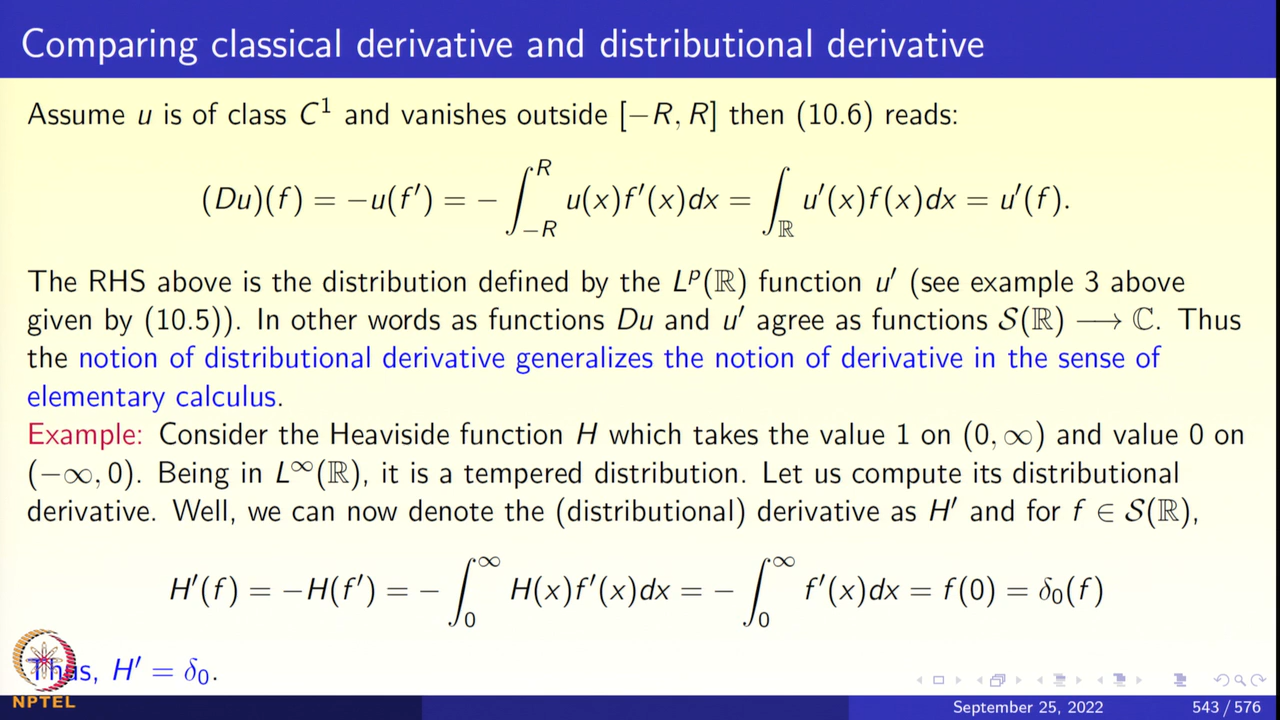 Comparing classical derivative and distributional derivative
Assume u is of class C¹ and vanishes outside [−R, R] then (10.6) reads:
(Du)(f) = −u(f′) = − ∫_{−R}^{R} u(x)f′(x)dx = ∫_ℝ u′(x)f(x)dx = u′(f).
The RHS above is the distribution defined by the Lᵖ(ℝ) function u′ (see example 3 above
given by (10.5)). In other words as functions Du and u′ agree as functions 𝒮(ℝ) ⟶ ℂ. Thus
the notion of distributional derivative generalizes the notion of derivative in the sense of
elementary calculus.
Example: Consider the Heaviside function H which takes the value 1 on (0, ∞) and value 0 on
(−∞, 0). Being in L^∞(ℝ), it is a tempered distribution. Let us compute its distributional
derivative. Well, we can now denote the (distributional) derivative as H′ and for f ∈ 𝒮(ℝ),
H′(f) = −H(f′) = − ∫_0^∞ H(x)f′(x)dx = − ∫_0^∞ f′(x)dx = f(0) = δ₀(f)
Thus, H′ = δ₀.
NPTEL
September 25, 2022 543 / 576